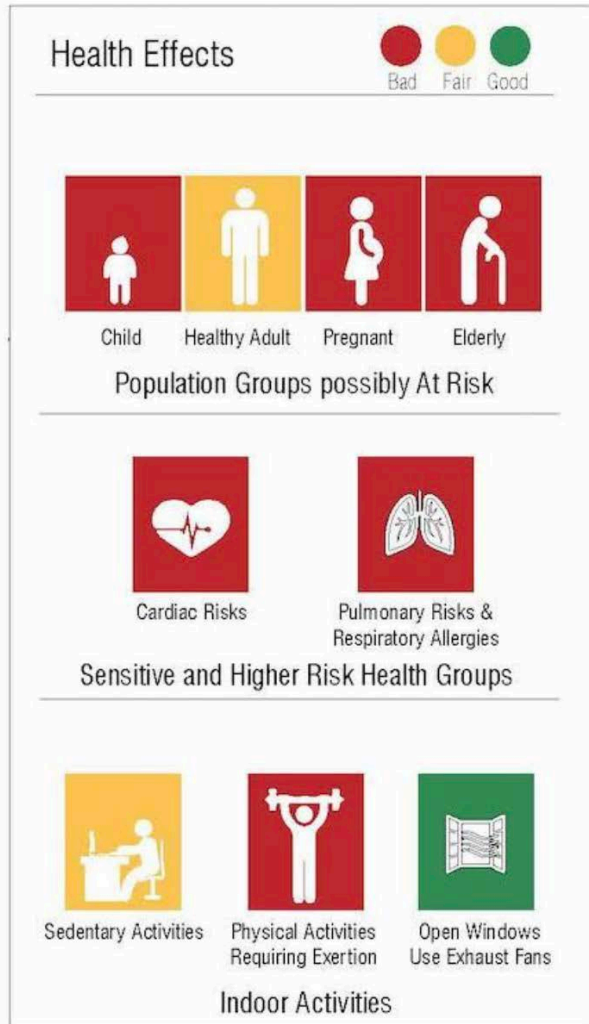 Health Effects
Bad Fair Good
Child Healthy Adult Pregnant Elderly
Population Groups possibly At Risk
Cardiac Risks
Pulmonary Risks &
Respiratory Allergies
Sensitive and Higher Risk Health Groups
Sedentary Activities
Physical Activities
Requiring Exertion
Open Windows
Use Exhaust Fans
Indoor Activities